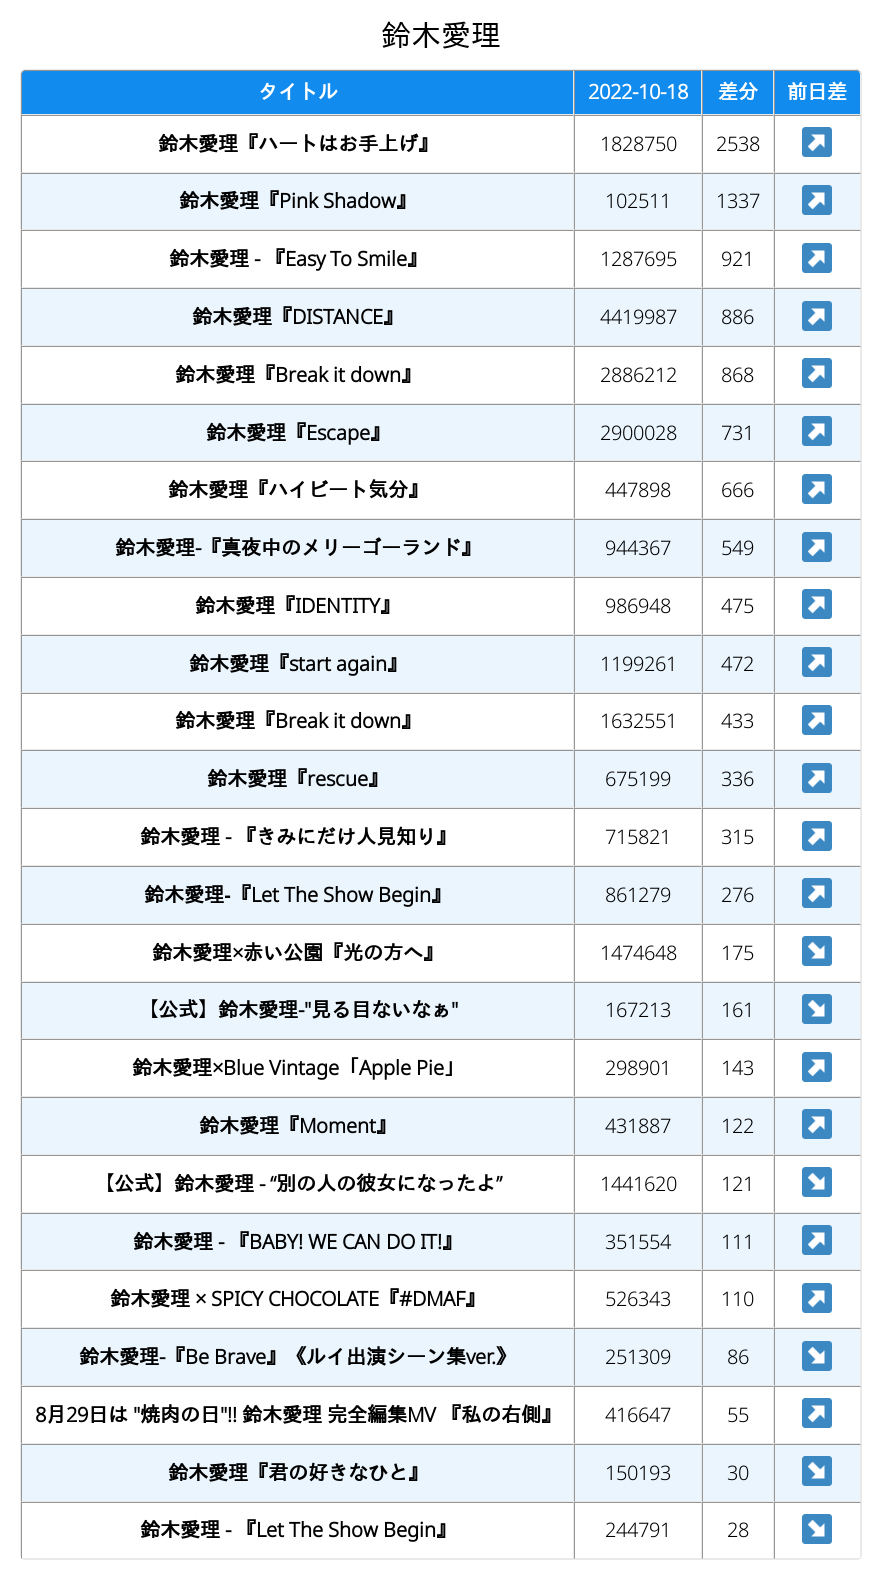 鈴木愛理
タイトル 2022-10-18 差分 前日差
鈴木愛理『ハートはお手上げ』 1828750 2538
鈴木愛理『Pink Shadow』 102511 1337
鈴木愛理 - 『Easy To Smile』 1287695 921
鈴木愛理『DISTANCE』 4419987 886
鈴木愛理『Break it down』 2886212 868
鈴木愛理『Escape』 2900028 731
鈴木愛理『ハイビート気分』 447898 666
鈴木愛理-『真夜中のメリーゴーランド』 944367 549
鈴木愛理『IDENTITY』 986948 475
鈴木愛理『start again』 1199261 472
鈴木愛理『Break it down』 1632551 433
鈴木愛理『rescue』 675199 336
鈴木愛理 - 『きみにだけ人見知り』 715821 315
鈴木愛理-『Let The Show Begin』 861279 276
鈴木愛理×赤い公園『光の方へ』 1474648 175
【公式】鈴木愛理-"見る目ないなぁ" 167213 161
鈴木愛理×Blue Vintage「Apple Pie」 298901 143
鈴木愛理『Moment』 431887 122
【公式】鈴木愛理 - “別の人の彼女になったよ” 1441620 121
鈴木愛理 - 『BABY! WE CAN DO IT!』 351554 111
鈴木愛理 × SPICY CHOCOLATE『#DMAF』 526343 110
鈴木愛理-『Be Brave』《ルイ出演シーン集ver.》 251309 86
8月29日は "焼肉の日"!! 鈴木愛理 完全編集MV 『私の右側』 416647 55
鈴木愛理『君の好きなひと』 150193 30
鈴木愛理 - 『Let The Show Begin』 244791 28